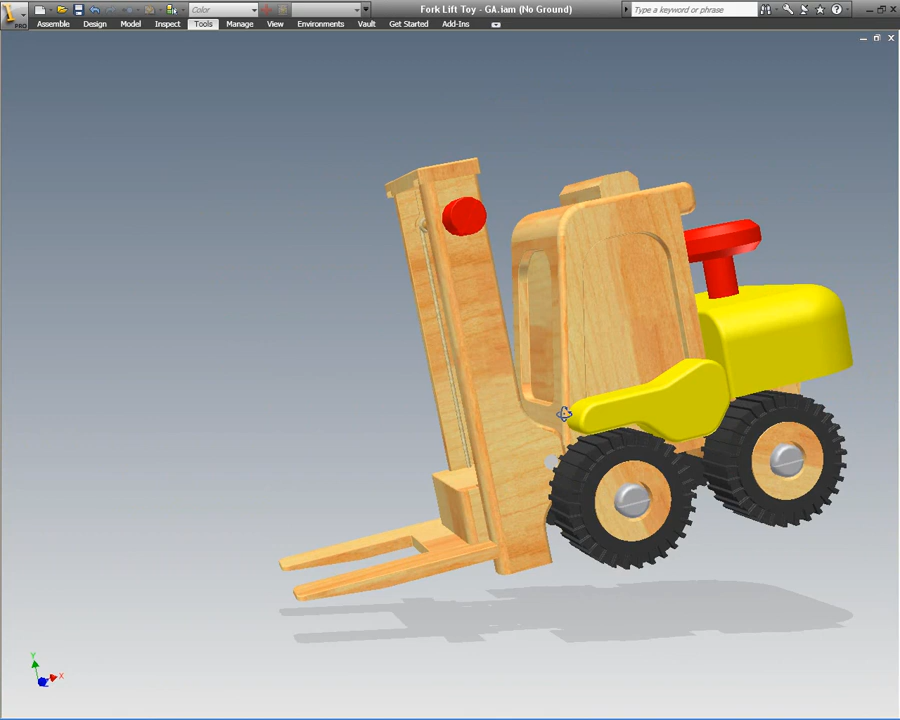 Color
Fork Lift Toy - GA.iam (No Ground)
Type a keyword or phrase
PRO
Assemble Design Model Inspect Tools Manage View Environments Vault Get Started Add-Ins
Y
X